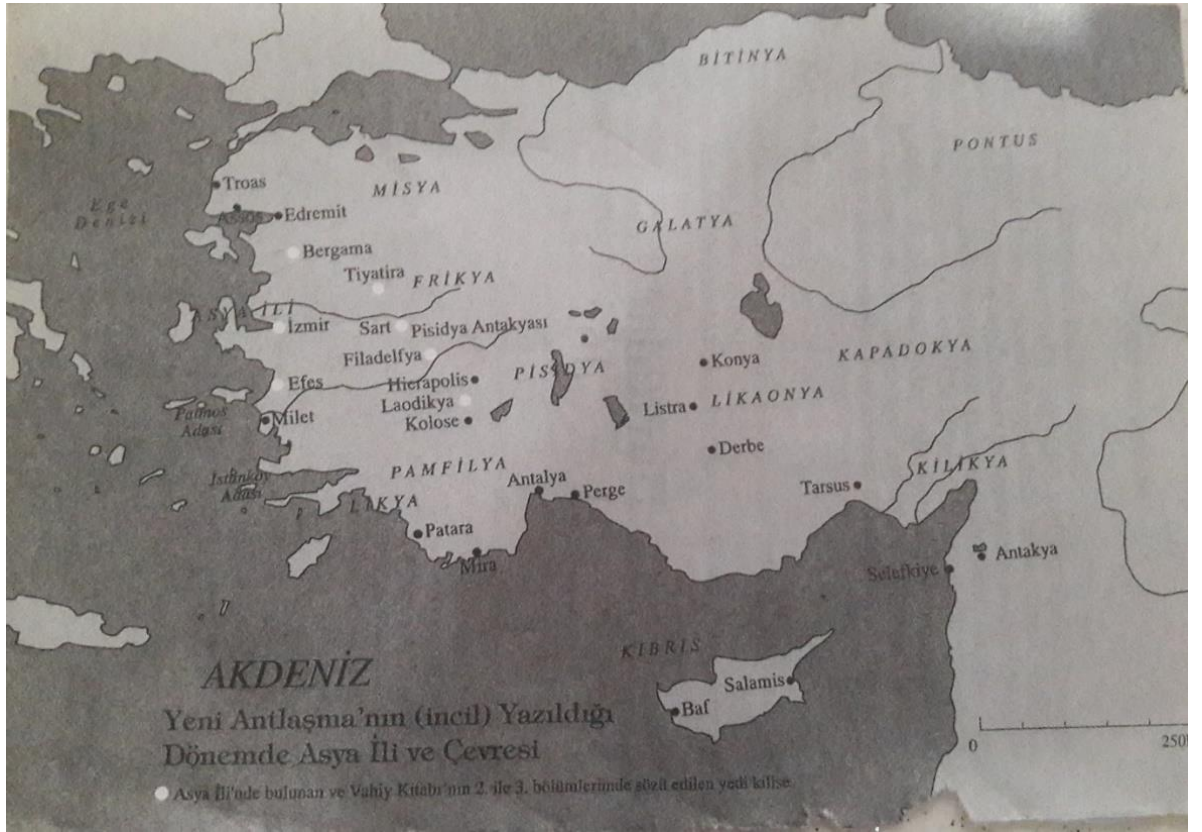 BİTİNYA
PONTUS
Troas
MİSYA
Ege
Denizi
Assos
Edremit
GALATYA
Bergama
Tiyatira
FRİKYA
ASYA İLİ
İzmir
Sart
Pisidya Antakyası
Filadelfya
Konya
KAPADOKYA
Efes
Hierapolis
PİSİDYA
Laodikya
Listra
LİKAONYA
Patmos
Adası
Milet
Kolose
Derbe
PAMFİLYA
KİLİKYA
İstanköy
Adası
Antalya
Perge
Tarsus
LİKYA
Patara
Mira
Antakya
Selefkiye
KIBRIS
Salamis
Baf
AKDENİZ
Yeni Antlaşma'nın (incil) Yazıldığı
Dönemde Asya İli ve Çevresi
Asya İli'nde bulunan ve Vahiy Kitabı'nın 2. ile 3. bölümlerimde sözü edilen yedi kilise
0
250